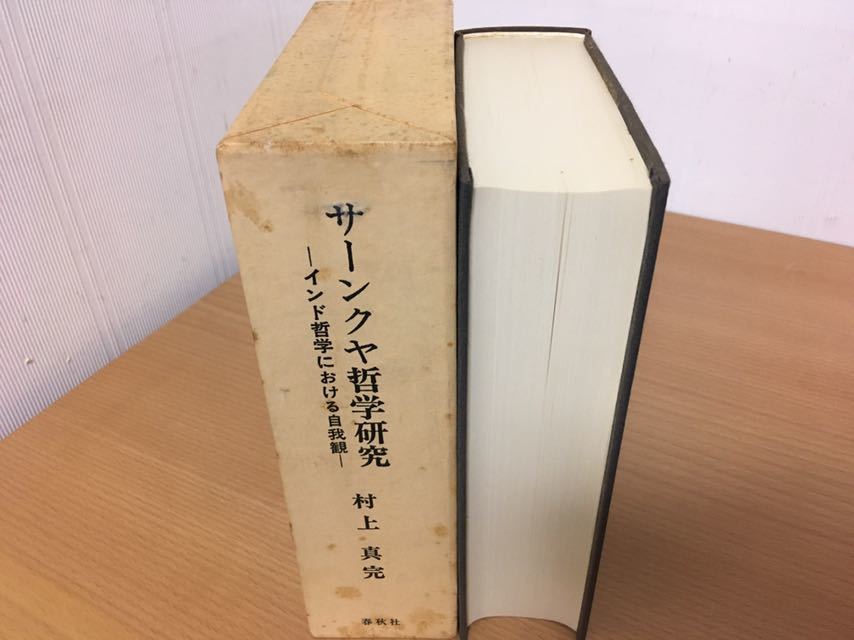 サーンクヤ哲学研究
―インド哲学における自我観―
村上真完
春秋社